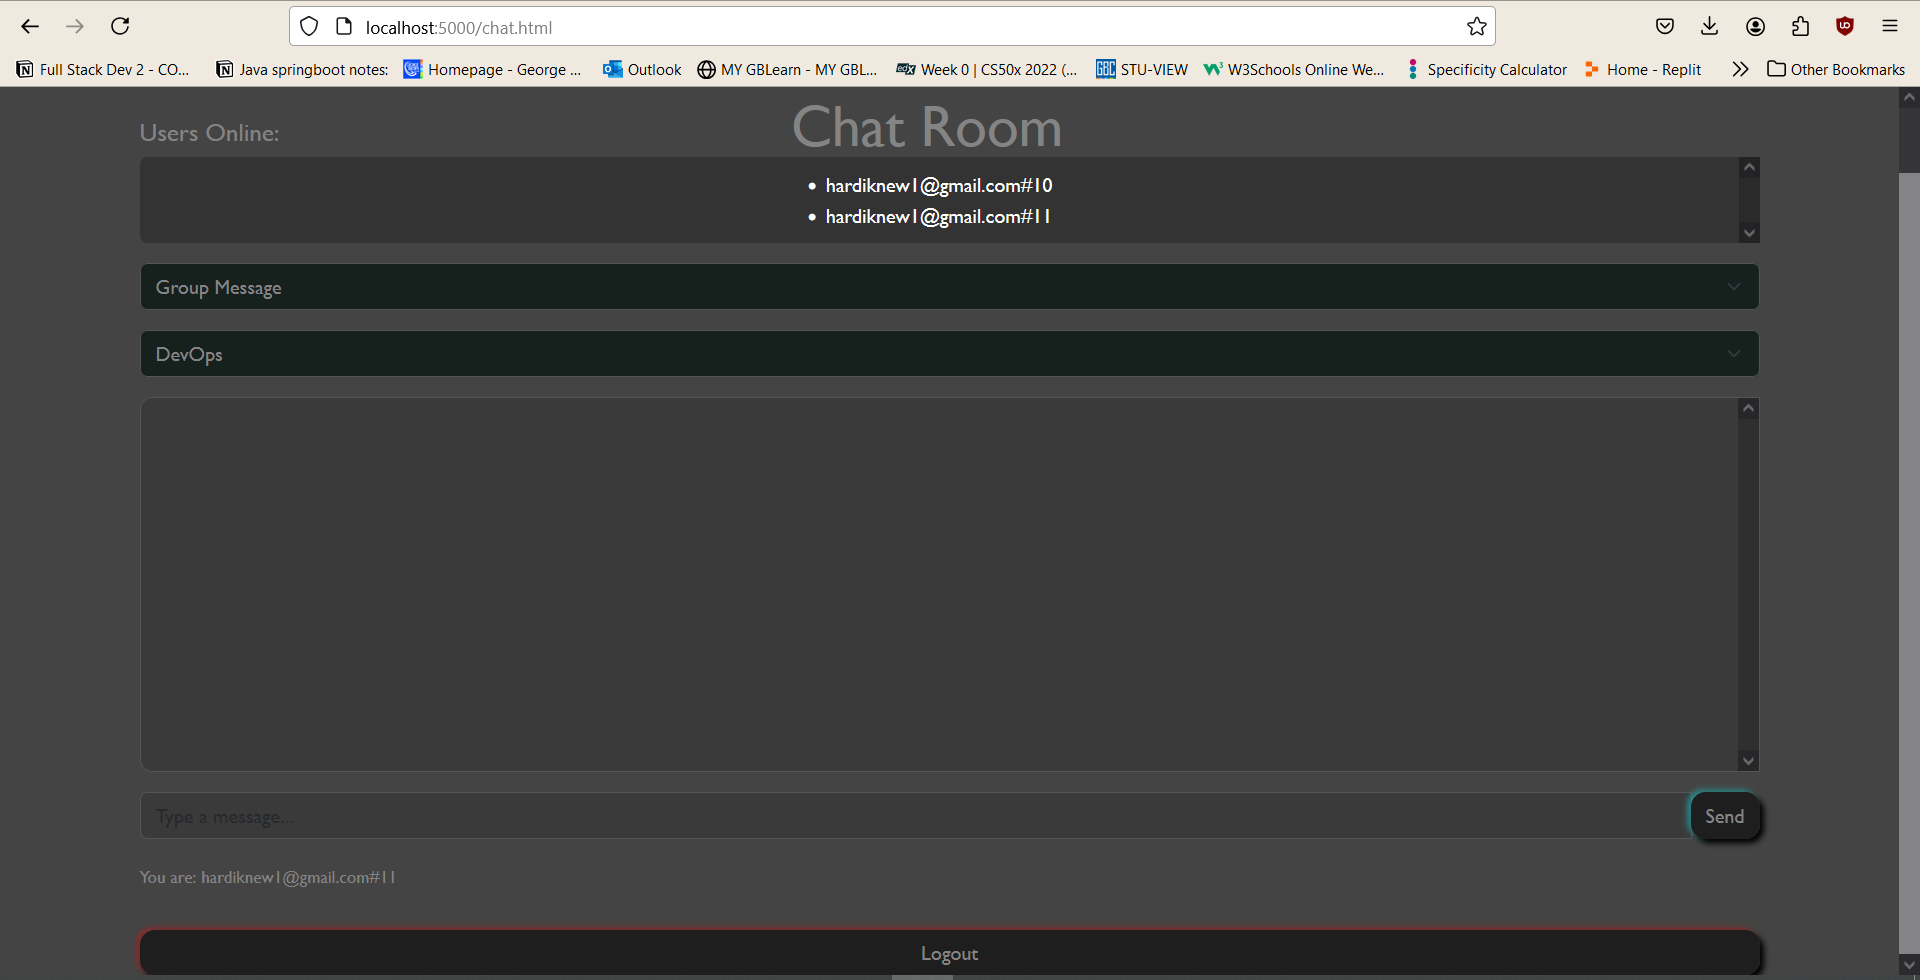 localhost:5000/chat.html
Full Stack Dev 2 - CO... Java springboot notes: Homepage - George ... Outlook MY GBLearn - MY GBL... edX Week 0 | CS50x 2022 (... GBC STU-VIEW W3Schools Online We... Specificity Calculator Home - Replit Other Bookmarks
Chat Room
Users Online:
• hardiknew1@gmail.com#10
• hardiknew1@gmail.com#11
Group Message
DevOps
Type a message...
Send
You are: hardiknew1@gmail.com#11
Logout